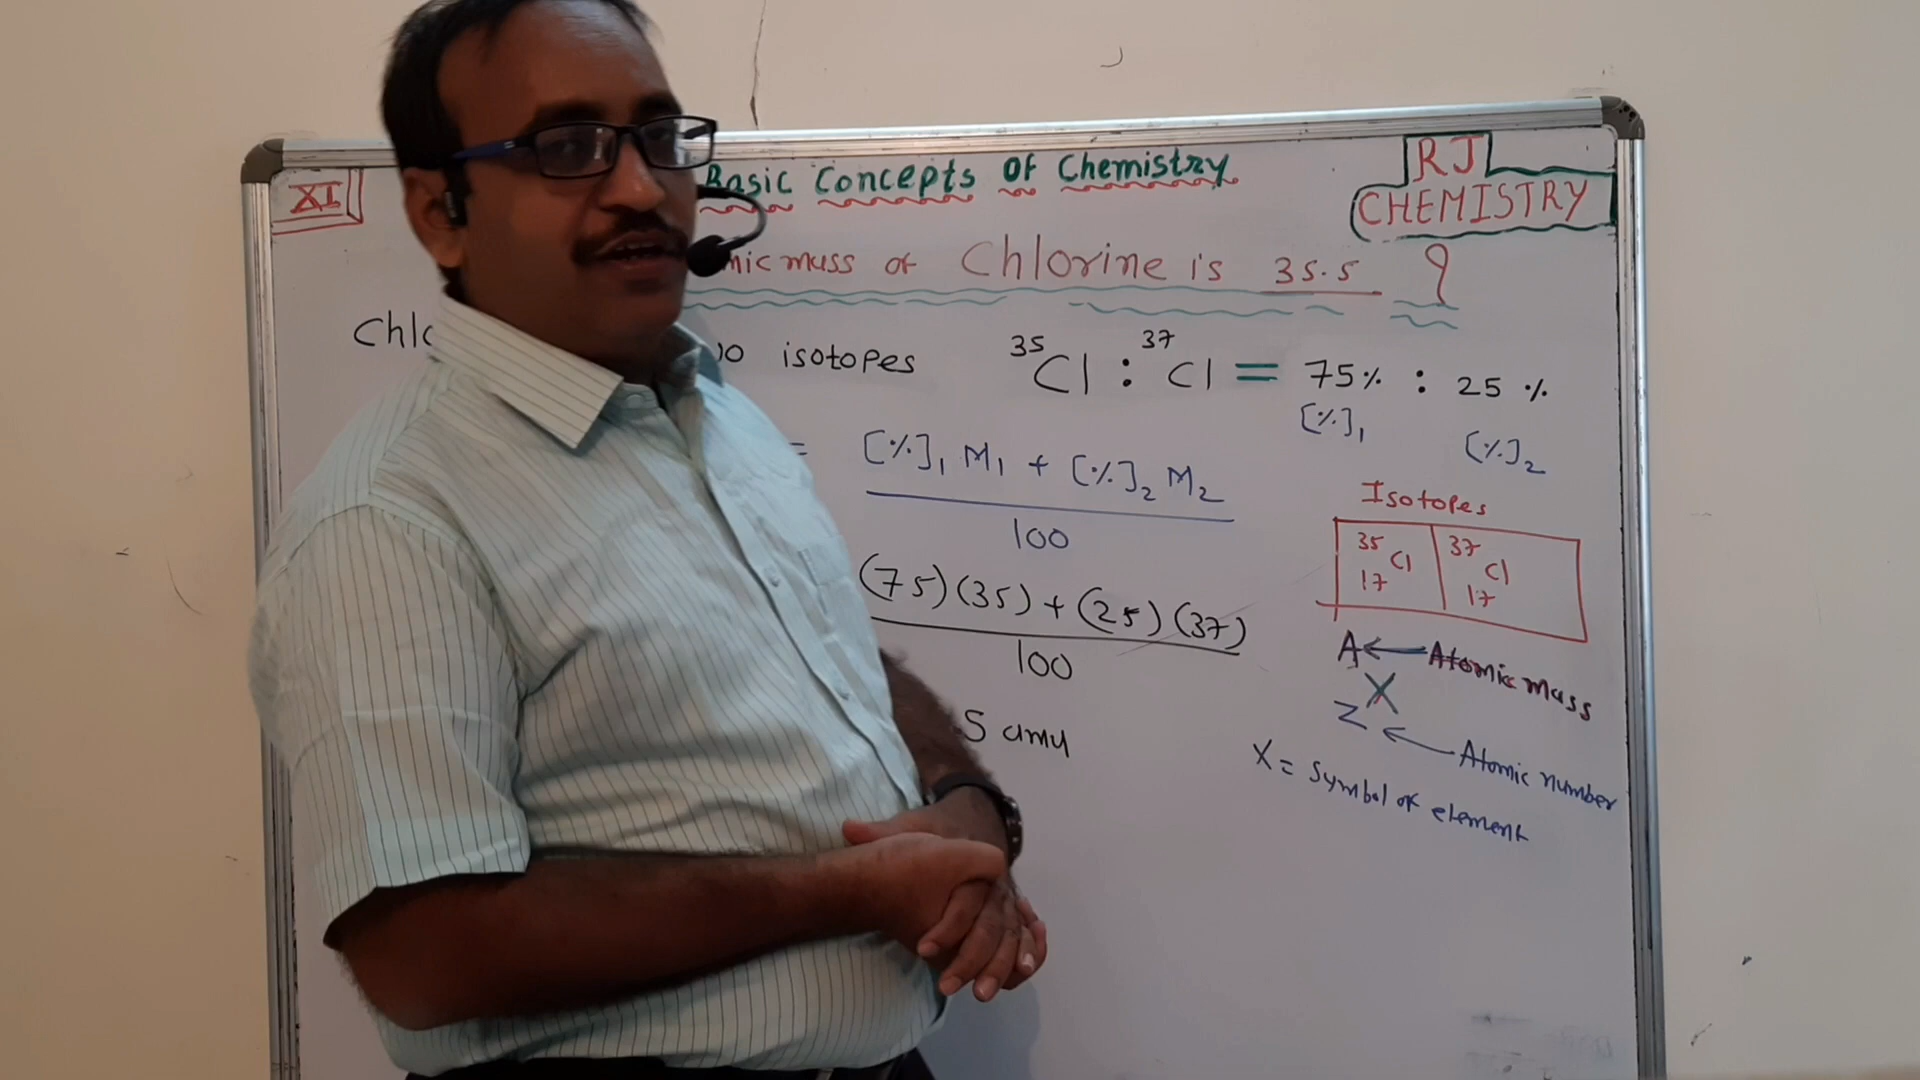 XI
Basic Concepts Of Chemistry
RJ
CHEMISTRY
mic mass of Chlorine is 35.5 ?
Chlo
isotopes
35Cl : 37Cl = 75% : 25 %
[%]1
[%]2
= [%]1 M1 + [%]2 M2
100
(75)(35) + (25)(37)
100
5 amu
Isotopes
35
17 Cl
37
17 Cl
A ← Atomic mass
X
Z ← Atomic number
X = Symbol of element